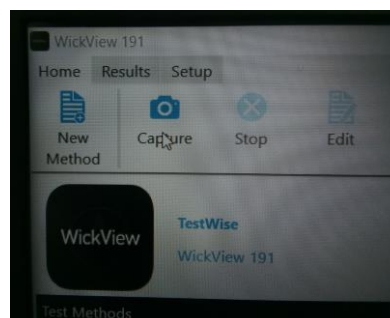 WickView 191
Home Results Setup
New Method
Capture
Stop
Edit
WickView
TestWise
WickView 191
Test Methods